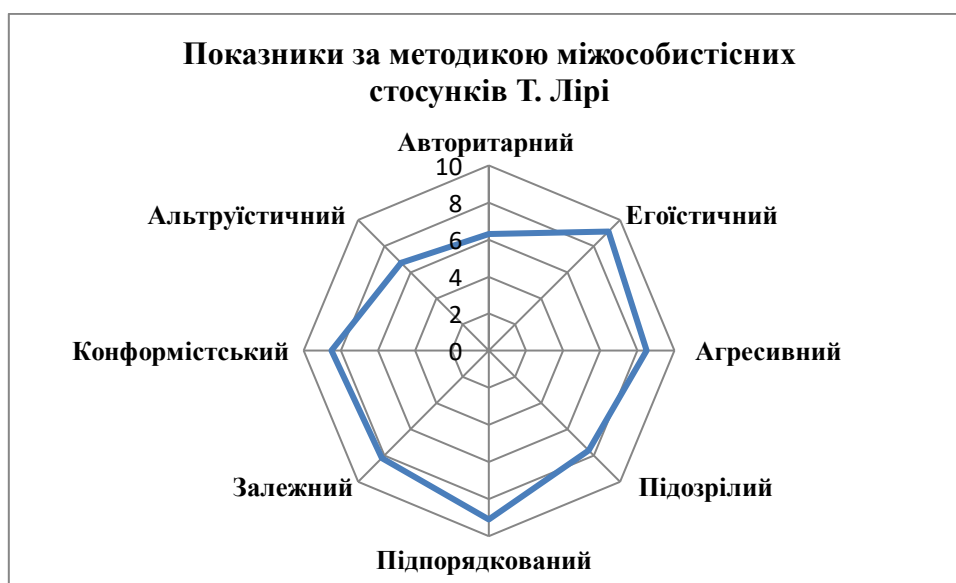 Показники за методикою міжособистісних
стосунків Т. Лірі
Авторитарний
10
Альтруїстичний
Егоїстичний
8
6
4
2
Конформістський
0
Агресивний
Залежний
Підозрілий
Підпорядкований